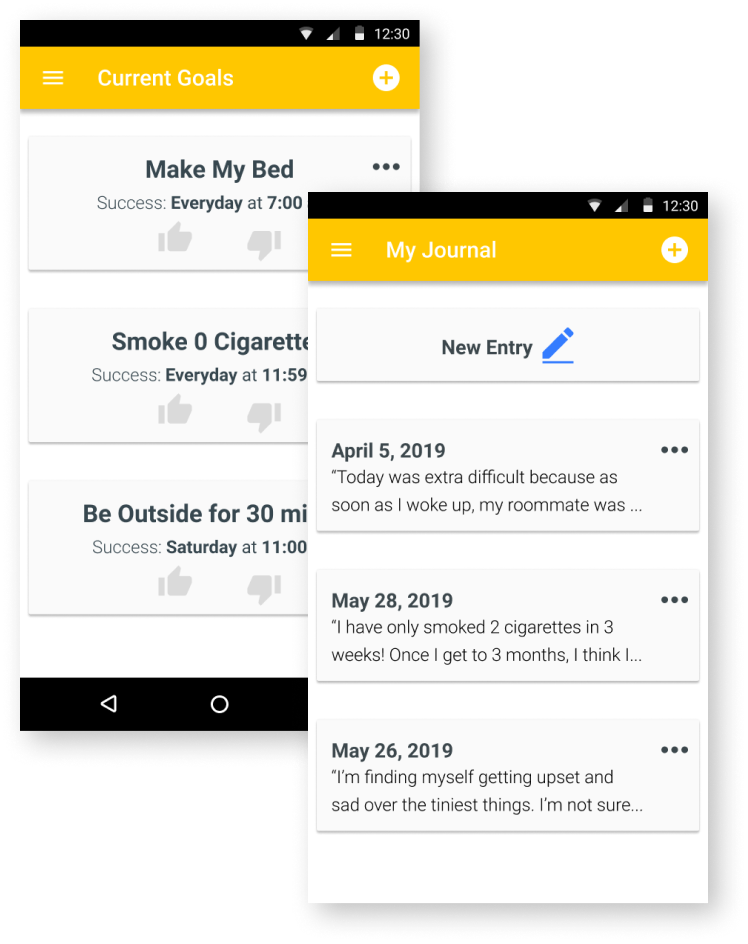 12:30
Current Goals
Make My Bed
Success: Everyday at 7:00
Smoke 0 Cigarette
Success: Everyday at 11:59
Be Outside for 30 mi
Success: Saturday at 11:00
12:30
My Journal
New Entry
April 5, 2019
“Today was extra difficult because as
soon as I woke up, my roommate was ...
May 28, 2019
“I have only smoked 2 cigarettes in 3
weeks! Once I get to 3 months, I think I...
May 26, 2019
“I’m finding myself getting upset and
sad over the tiniest things. I’m not sure...